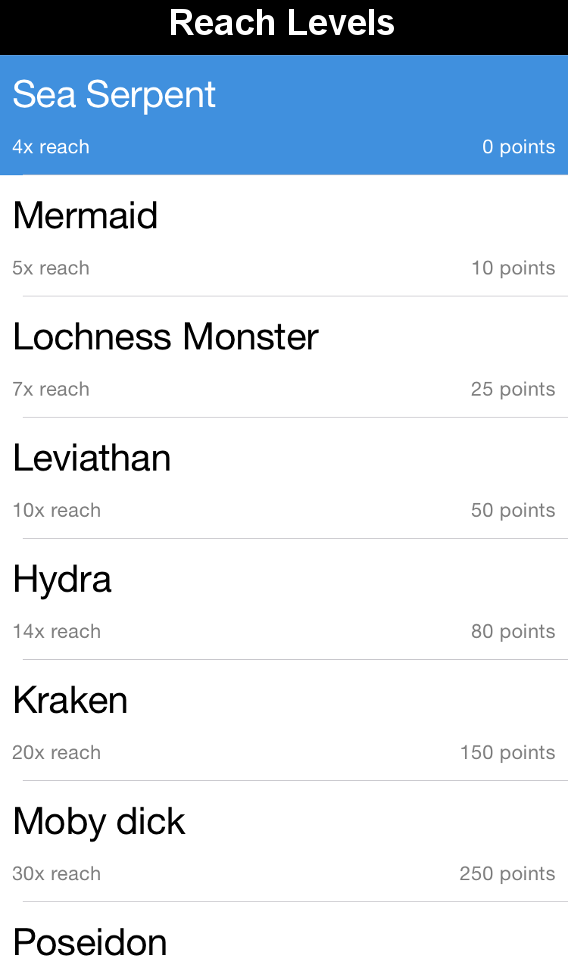 Reach Levels
Sea Serpent
4x reach 0 points
Mermaid
5x reach 10 points
Lochness Monster
7x reach 25 points
Leviathan
10x reach 50 points
Hydra
14x reach 80 points
Kraken
20x reach 150 points
Moby dick
30x reach 250 points
Poseidon